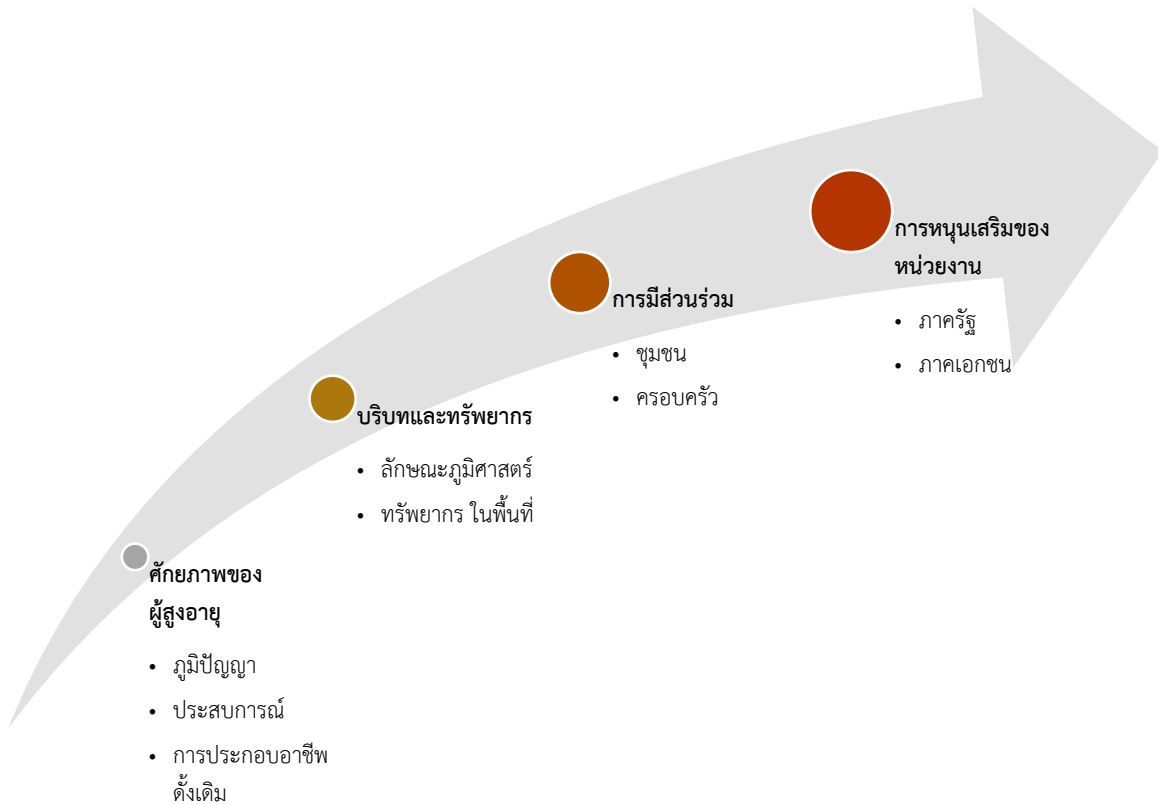 ศักยภาพของ
ผู้สูงอายุ
• ภูมิปัญญา
• ประสบการณ์
• การประกอบอาชีพ
ดั้งเดิม
บริบทและทรัพยากร
• ลักษณะภูมิศาสตร์
• ทรัพยากร ในพื้นที่
การมีส่วนร่วม
• ชุมชน
• ครอบครัว
การหนุนเสริมของ
หน่วยงาน
• ภาครัฐ
• ภาคเอกชน